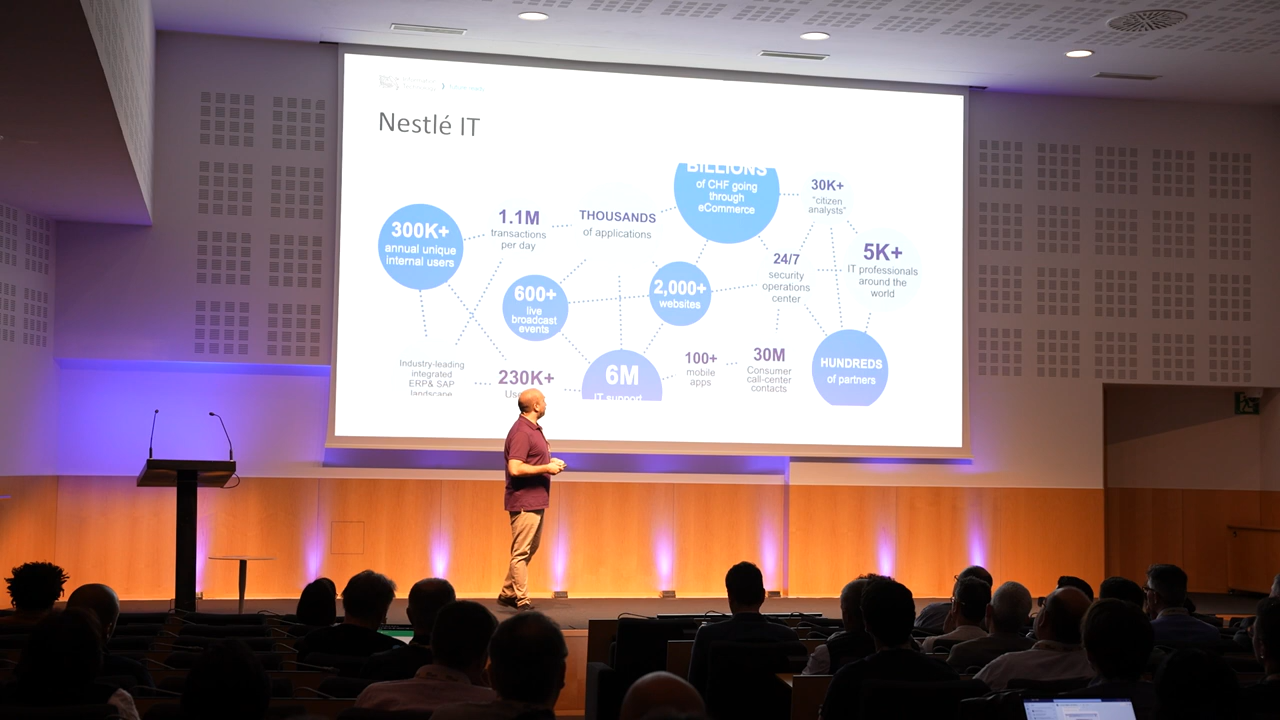 Nestlé IT
BILLIONS
of CHF going
through
eCommerce
30K+
"citizen
analysts"
300K+
annual unique
internal users
1.1M
transactions
per day
THOUSANDS
of applications
24/7
security
operations
center
5K+
IT professionals
around the
world
600+
live
broadcast
events
2,000+
websites
Industry-leading
integrated
ERP& SAP
landscape
230K+
6M
IT support
100+
mobile
apps
30M
Consumer
call-center
contacts
HUNDREDS
of partners